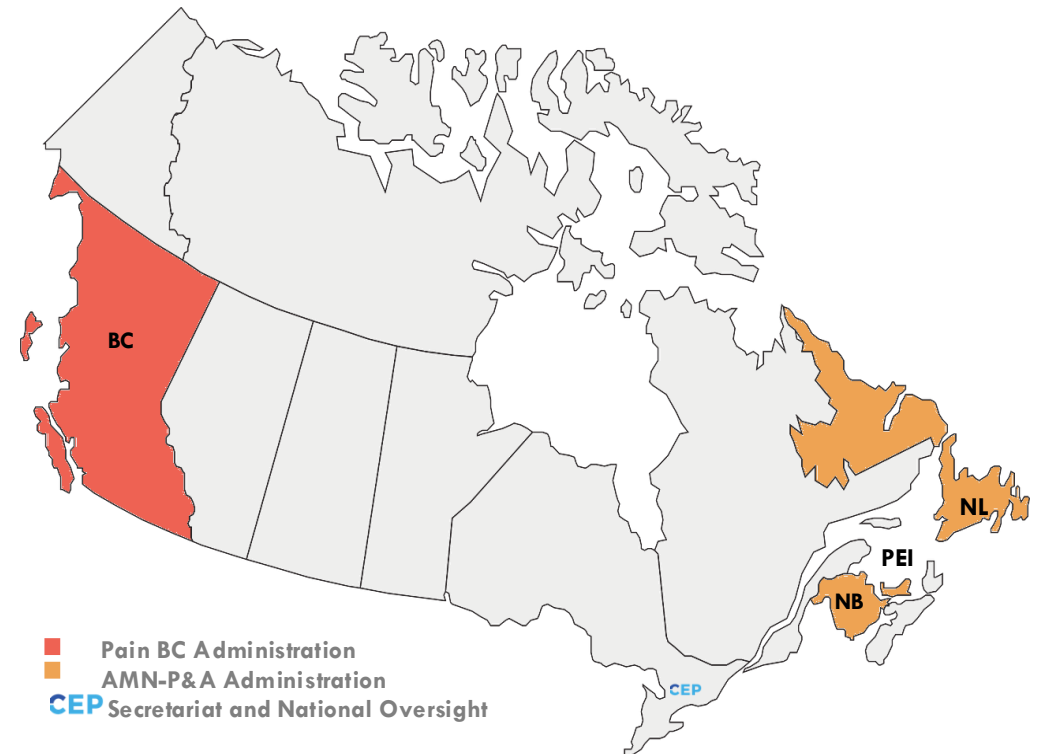 BC
NL
PEI
NB
CEP
Pain BC Administration
AMN-P&A Administration
CEP Secretariat and National Oversight